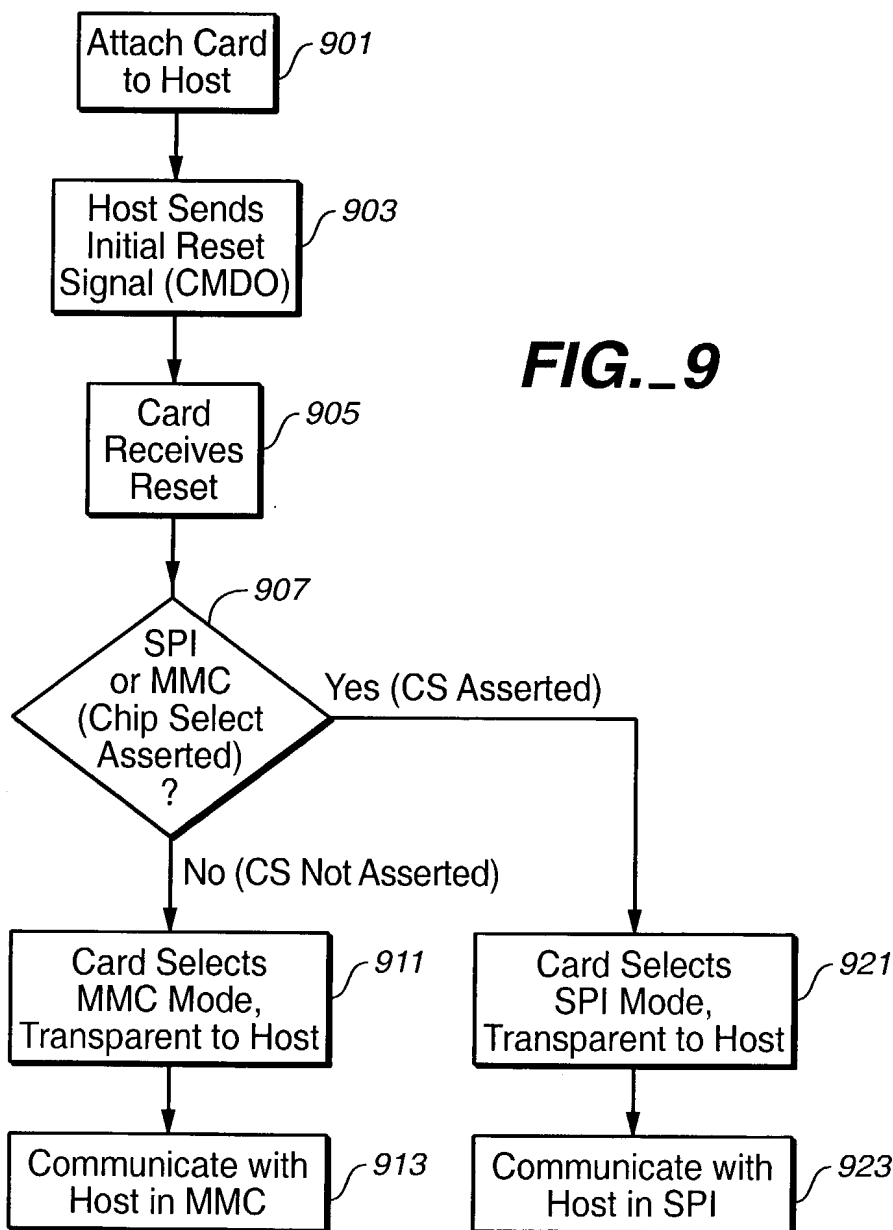 Attach Card
to Host
901
Host Sends
Initial Reset
Signal (CMDO)
903
FIG._9
Card
Receives
Reset
905
907
SPI
or MMC
(Chip Select
Asserted)
?
Yes (CS Asserted)
No (CS Not Asserted)
Card Selects
MMC Mode,
Transparent to Host
911
Card Selects
SPI Mode,
Transparent to Host
921
Communicate with
Host in MMC
913
Communicate with
Host in SPI
923